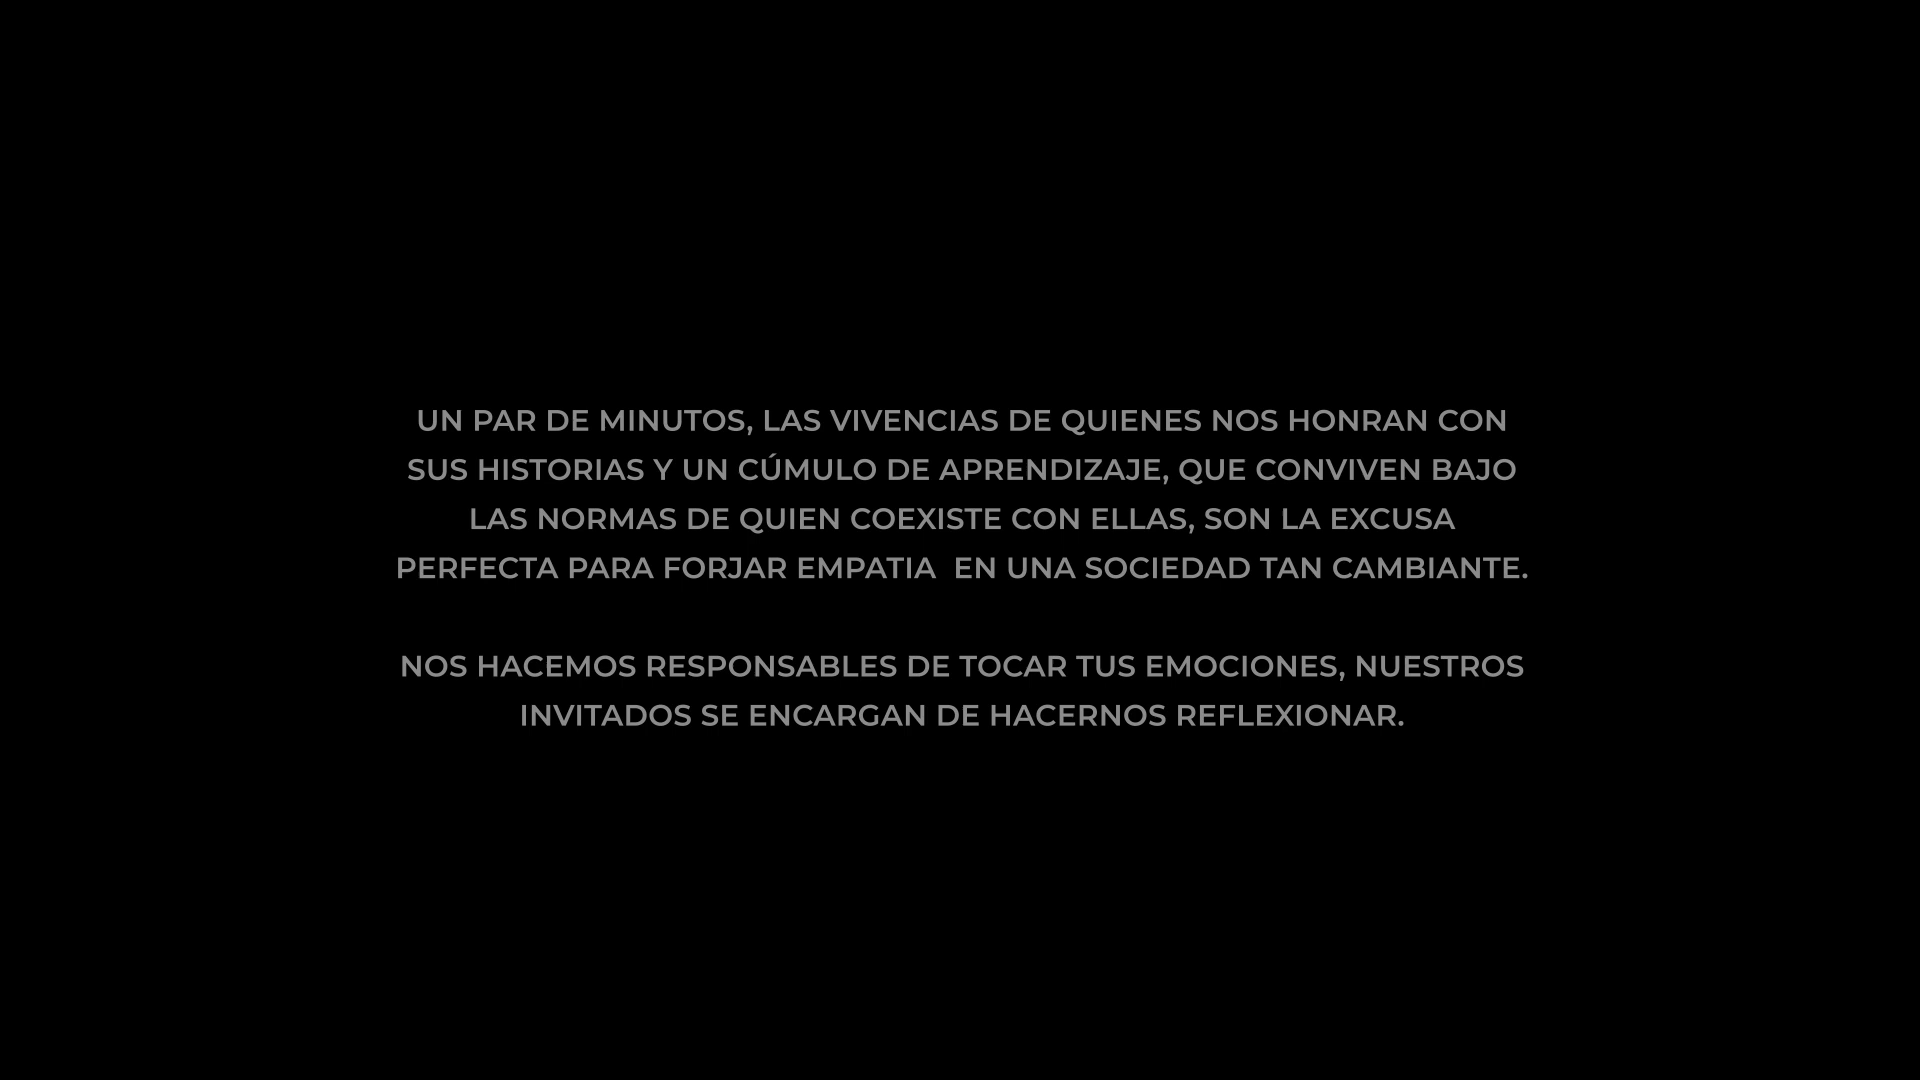 UN PAR DE MINUTOS, LAS VIVENCIAS DE QUIENES NOS HONRAN CON
SUS HISTORIAS Y UN CÚMULO DE APRENDIZAJE, QUE CONVIVEN BAJO
LAS NORMAS DE QUIEN COEXISTE CON ELLAS, SON LA EXCUSA
PERFECTA PARA FORJAR EMPATIA  EN UNA SOCIEDAD TAN CAMBIANTE.
NOS HACEMOS RESPONSABLES DE TOCAR TUS EMOCIONES, NUESTROS
INVITADOS SE ENCARGAN DE HACERNOS REFLEXIONAR.